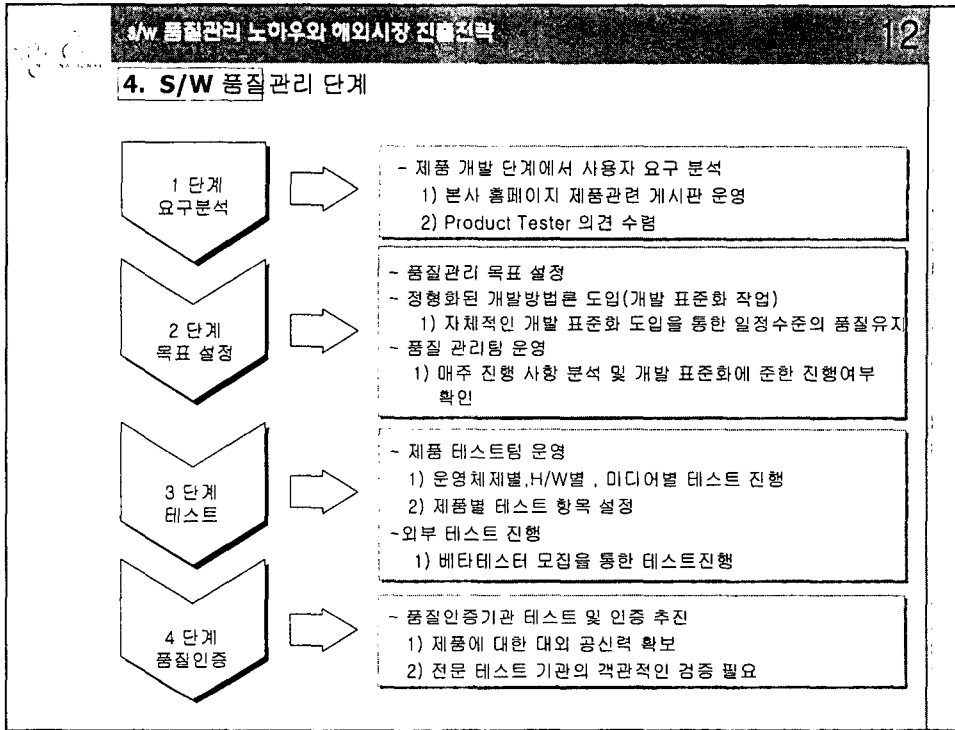 s/w 품질관리 노하우와 해외시장 진출전략
12
4. S/W 품질관리 단계
1 단계
요구분석
- 제품 개발 단계에서 사용자 요구 분석
1) 본사 홈페이지 제품관련 게시판 운영
2) Product Tester 의견 수렴
2 단계
목표 설정
~ 품질관리 목표 설정
- 정형화된 개발방법론 도입(개발 표준화 작업)
1) 자체적인 개발 표준화 도입을 통한 일정수준의 품질유지
- 품질 관리팀 운영
1) 매주 진행 사항 분석 및 개발 표준화에 준한 진행여부
확인
3 단계
테스트
~ 제품 테스트팀 운영
1) 운영체제별,H/W별 , 미디어별 테스트 진행
2) 제품별 테스트 항목 설정
~외부 테스트 진행
1) 베타테스터 모집을 통한 테스트진행
4 단계
품질인증
- 품질인증기관 테스트 및 인증 추진
1) 제품에 대한 대외 공신력 확보
2) 전문 테스트 기관의 객관적인 검증 필요